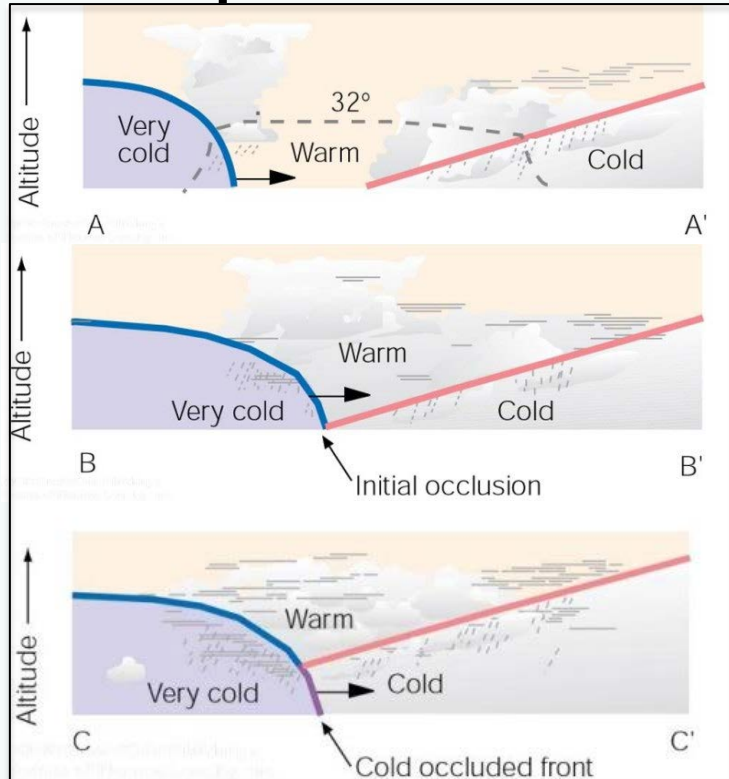 Altitude
Very
cold
32°
Warm
Cold
A
A'
Altitude
Warm
Very cold
Cold
B
B'
Initial occlusion
Altitude
Warm
Very cold
Cold
C
C'
Cold occluded front